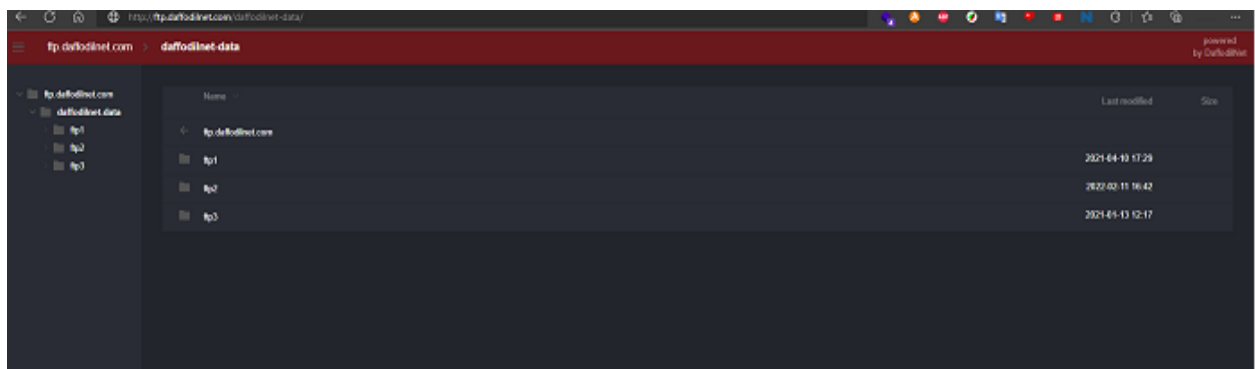 http://ftp.daffodilnet.com/daffodilnet-data/
ftp.daffodilnet.com > daffodilnet-data
powered
by DaffodilNet
ftp.daffodilnet.com
daffodilnet-data
ftp1
ftp2
ftp3
Name
Last modified
Size
ftp.daffodilnet.com
ftp1
2021-04-10 17:29
ftp2
2022-02-11 16:42
ftp3
2021-01-13 12:17